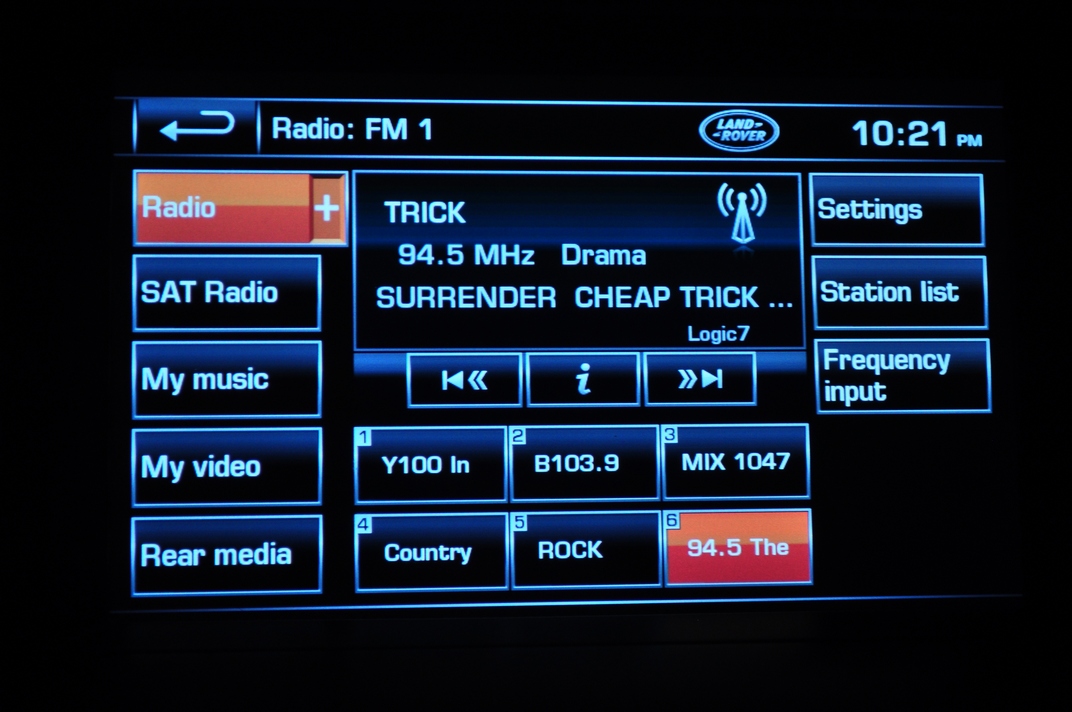 Radio: FM 1
LAND-
-ROVER
10:21 PM
Radio +
SAT Radio
My music
My video
Rear media
TRICK
94.5 MHz Drama
SURRENDER CHEAP TRICK ...
Logic7
i
1 Y100 In
2 B103.9
3 MIX 1047
4 Country
5 ROCK
6 94.5 The
Settings
Station list
Frequency
input